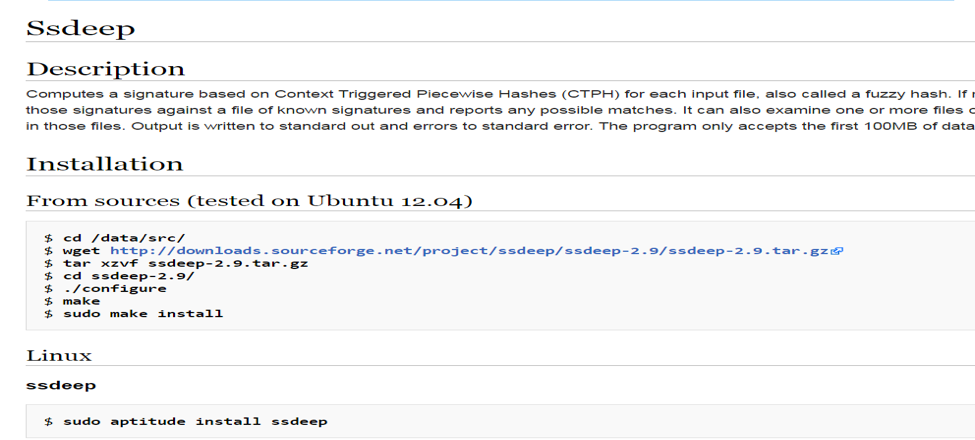 Ssdeep
Description
Computes a signature based on Context Triggered Piecewise Hashes (CTPH) for each input file, also called a fuzzy hash. If
those signatures against a file of known signatures and reports any possible matches. It can also examine one or more files
in those files. Output is written to standard out and errors to standard error. The program only accepts the first 100MB of data
Installation
From sources (tested on Ubuntu 12.04)
$ cd /data/src/
$ wget http://downloads.sourceforge.net/project/ssdeep/ssdeep-2.9/ssdeep-2.9.tar.gz
$ tar xzvf ssdeep-2.9.tar.gz
$ cd ssdeep-2.9/
$ ./configure
$ make
$ sudo make install
Linux
ssdeep
$ sudo aptitude install ssdeep